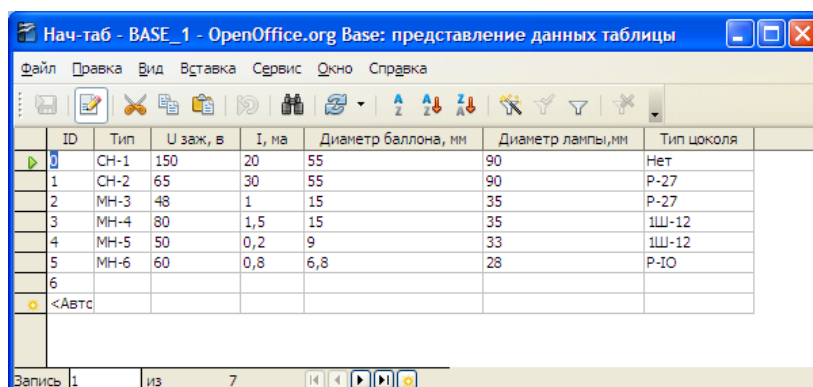 Нач-таб - BASE_1 - OpenOffice.org Base: представление данных таблицы
Файл Правка Вид Вставка Сервис Окно Справка
ID Тип U заж, в I, ма Диаметр баллона, мм Диаметр лампы,мм Тип цоколя
0 СН-1 150 20 55 90 Нет
1 СН-2 65 30 55 90 Р-27
2 МН-3 48 1 15 35 Р-27
3 МН-4 80 1,5 15 35 1Ш-12
4 МН-5 50 0,2 9 33 1Ш-12
5 МН-6 60 0,8 6,8 28 Р-IO
6
<Автс
Запись 1 из 7